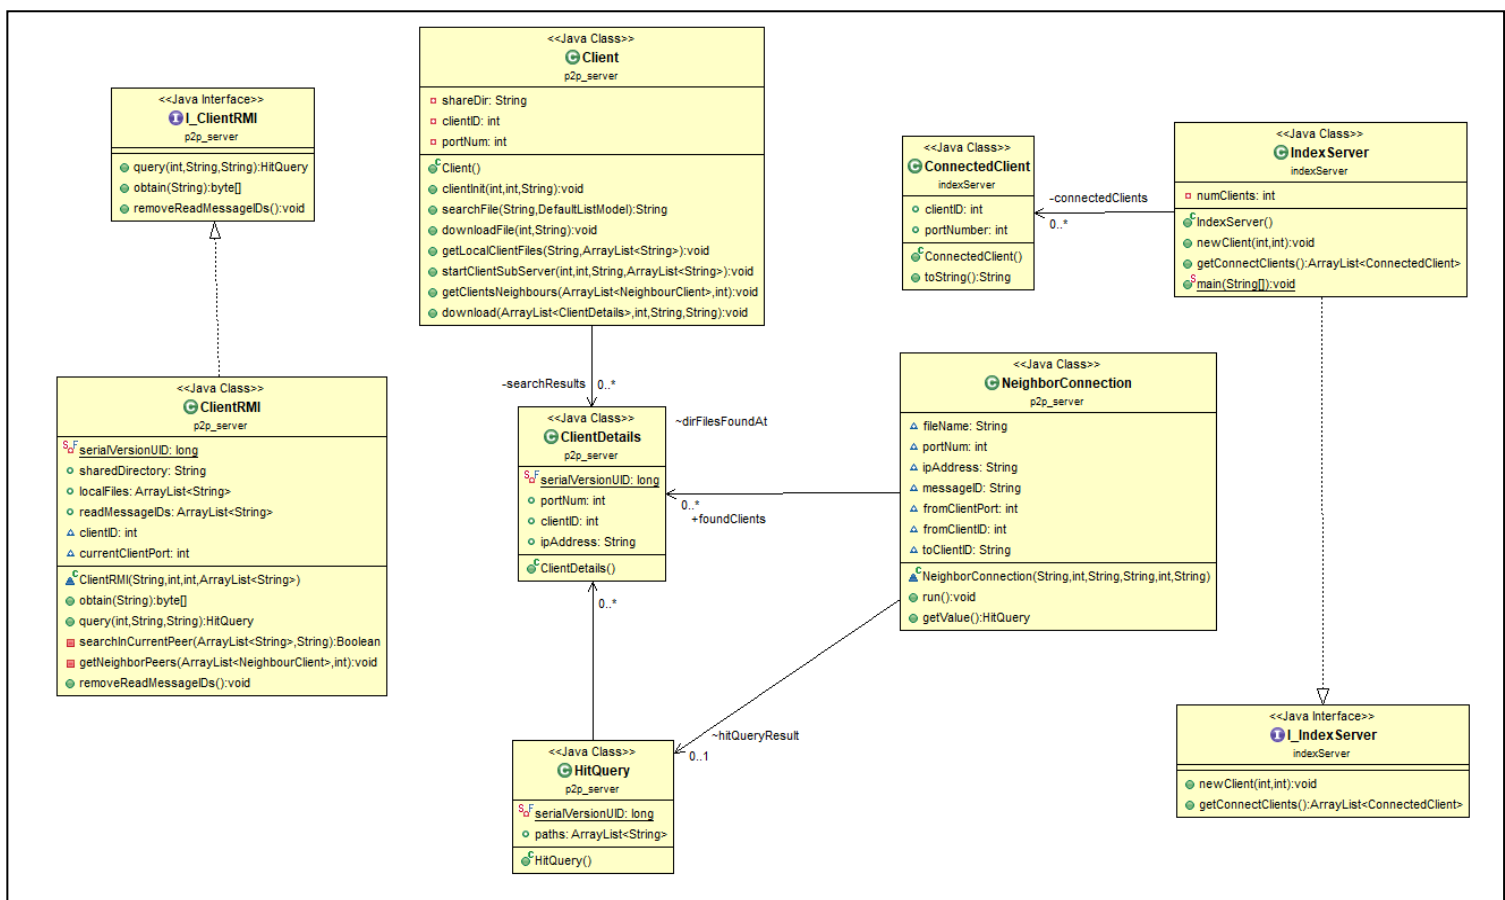 <<Java Interface>>
I_ClientRMI
p2p_server
query(int,String,String):HitQuery
obtain(String):byte[]
removeReadMessageIDs():void
<<Java Class>>
ClientRMI
p2p_server
serialVersionUID: long
sharedDirectory: String
localFiles: ArrayList<String>
readMessageIDs: ArrayList<String>
clientID: int
currentClientPort: int
ClientRMI(String,int,int,ArrayList<String>)
obtain(String):byte[]
query(int,String,String):HitQuery
searchInCurrentPeer(ArrayList<String>,String):Boolean
getNeighborPeers(ArrayList<NeighbourClient>,int):void
removeReadMessageIDs():void
<<Java Class>>
Client
p2p_server
shareDir: String
clientID: int
portNum: int
Client()
clientInit(int,int,String):void
searchFile(String,DefaultListModel):String
downloadFile(int,String):void
getLocalClientFiles(String,ArrayList<String>):void
startClientSubServer(int,int,String,ArrayList<String>):void
getClientsNeighbours(ArrayList<NeighbourClient>,int):void
download(ArrayList<ClientDetails>,int,String,String):void
-searchResults 0..*
<<Java Class>>
ClientDetails
p2p_server
serialVersionUID: long
portNum: int
clientID: int
ipAddress: String
ClientDetails()
~dirFilesFoundAt
0..*
+foundClients
0..*
<<Java Class>>
HitQuery
p2p_server
serialVersionUID: long
paths: ArrayList<String>
HitQuery()
~hitQueryResult
0..1
<<Java Class>>
ConnectedClient
indexServer
clientID: int
portNumber: int
ConnectedClient()
toString():String
-connectedClients
0..*
<<Java Class>>
IndexServer
indexServer
numClients: int
IndexServer()
newClient(int,int):void
getConnectClients():ArrayList<ConnectedClient>
main(String[]):void
<<Java Class>>
NeighborConnection
p2p_server
fileName: String
portNum: int
ipAddress: String
messageID: String
fromClientPort: int
fromClientID: int
toClientID: String
NeighborConnection(String,int,String,String,int,String)
run():void
getValue():HitQuery
<<Java Interface>>
I_IndexServer
indexServer
newClient(int,int):void
getConnectClients():ArrayList<ConnectedClient>